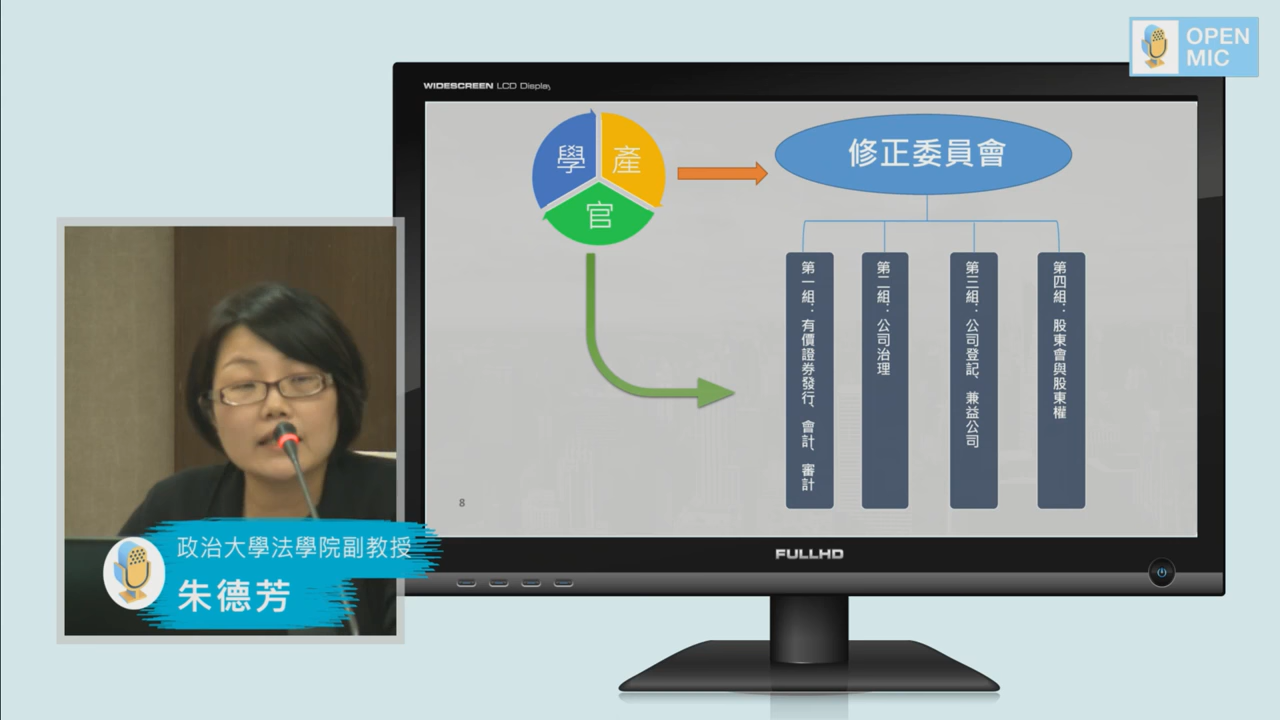 OPEN
MIC
WIDESCREEN LCD Display
學
產
官
修正委員會
第一組：有價證券發行、會計、審計
第二組：公司治理
第三組：公司登記、兼益公司
第四組：股東會與股東權
8
政治大學法學院副教授
朱德芳
FULLHD